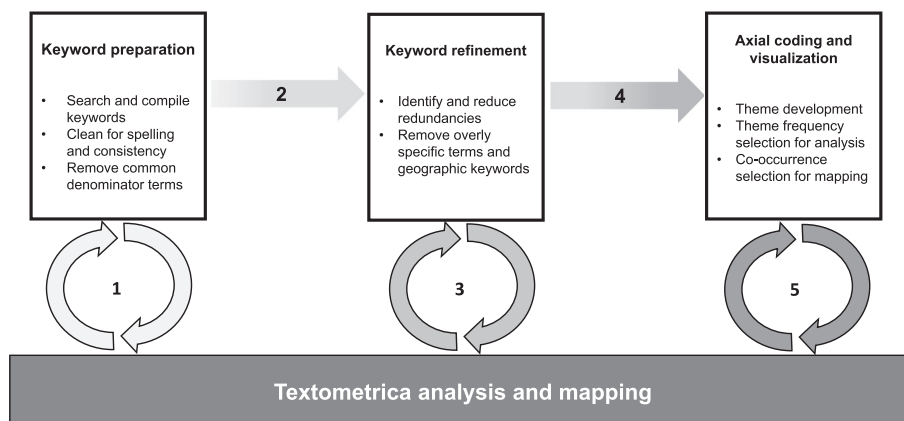 Keyword preparation
• Search and compile
keywords
• Clean for spelling
and consistency
• Remove common
denominator terms
2
Keyword refinement
• Identify and reduce
redundancies
• Remove overly
specific terms and
geographic keywords
4
Axial coding and
visualization
• Theme development
• Theme frequency
selection for analysis
• Co-occurrence
selection for mapping
1
3
5
Textometrica analysis and mapping